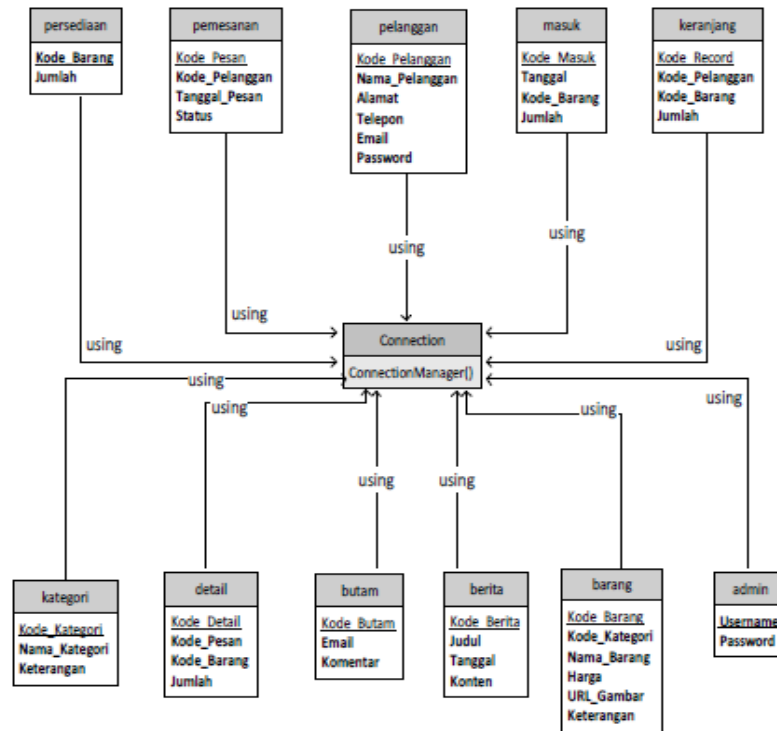 persediaan
Kode_Barang
Jumlah
pemesanan
Kode_Pesan
Kode_Pelanggan
Tanggal_Pesan
Status
pelanggan
Kode_Pelanggan
Nama_Pelanggan
Alamat
Telepon
Email
Password
masuk
Kode_Masuk
Tanggal
Kode_Barang
Jumlah
keranjang
Kode_Record
Kode_Pelanggan
Kode_Barang
Jumlah
using
using
using
using
using
Connection
ConnectionManager()
using
using
using
using
using
using
kategori
Kode_Kategori
Nama_Kategori
Keterangan
detail
Kode_Detail
Kode_Pesan
Kode_Barang
Jumlah
butam
Kode_Butam
Email
Komentar
berita
Kode_Berita
Judul
Tanggal
Konten
barang
Kode_Barang
Kode_Kategori
Nama_Barang
Harga
URL_Gambar
Keterangan
admin
Username
Password